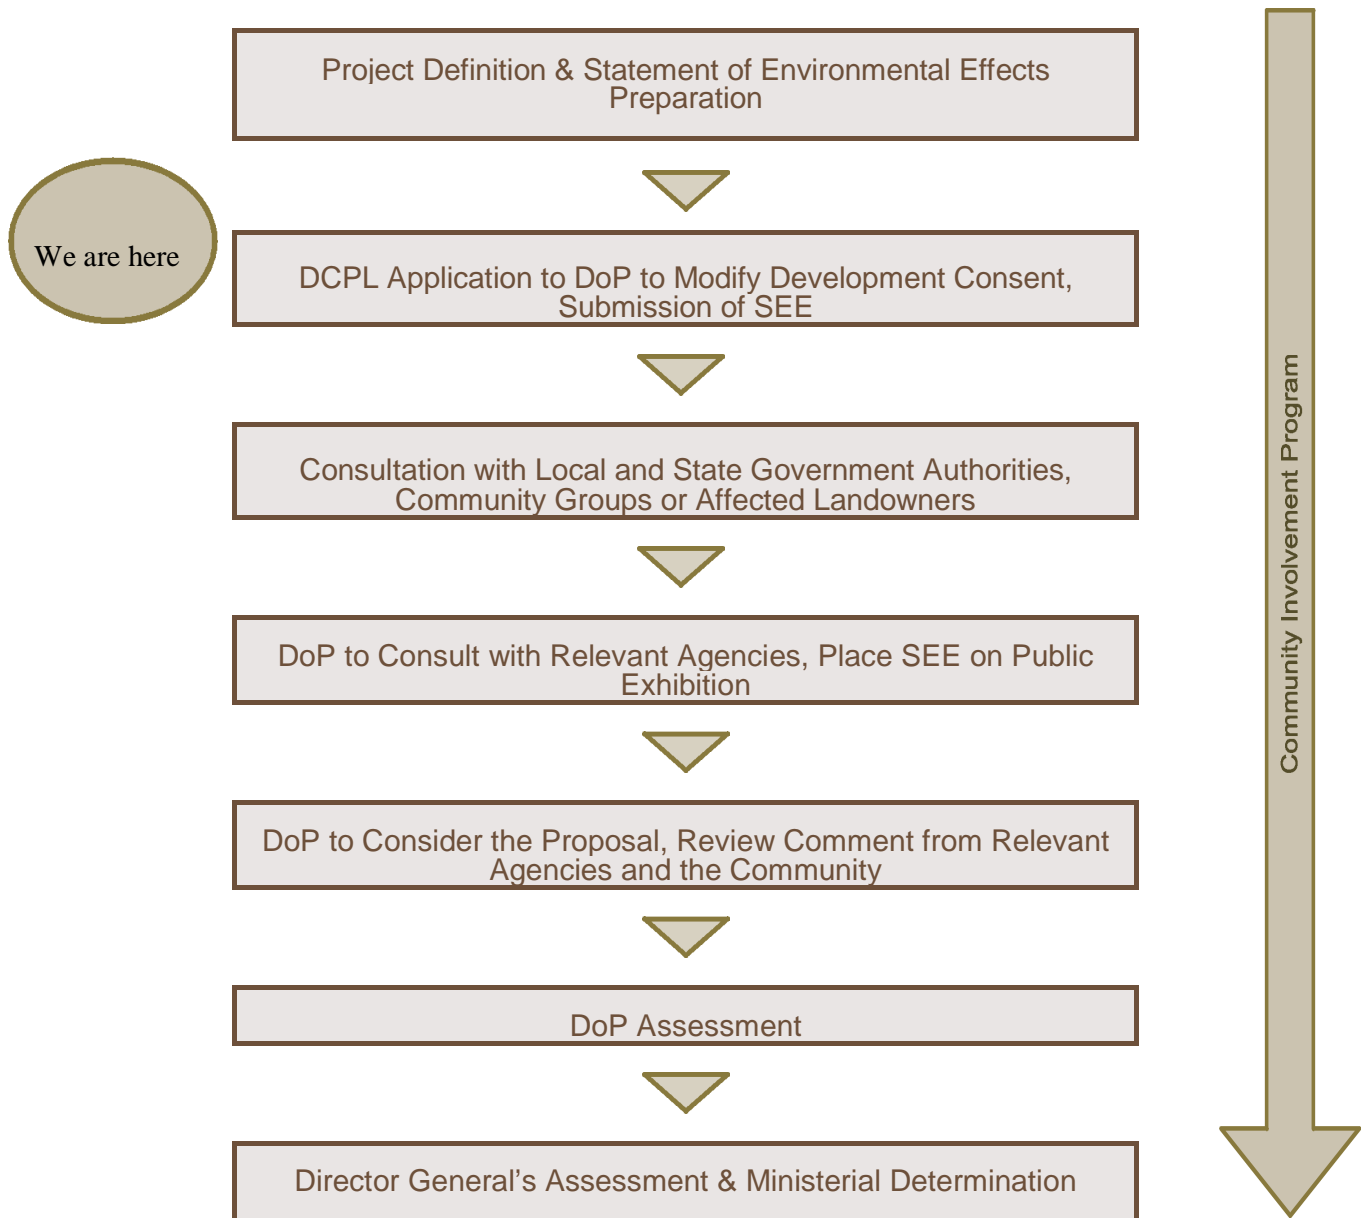 Project Definition & Statement of Environmental Effects
Preparation
We are here
DCPL Application to DoP to Modify Development Consent,
Submission of SEE
Consultation with Local and State Government Authorities,
Community Groups or Affected Landowners
DoP to Consult with Relevant Agencies, Place SEE on Public
Exhibition
DoP to Consider the Proposal, Review Comment from Relevant
Agencies and the Community
DoP Assessment
Director General’s Assessment & Ministerial Determination
Community Involvement Program